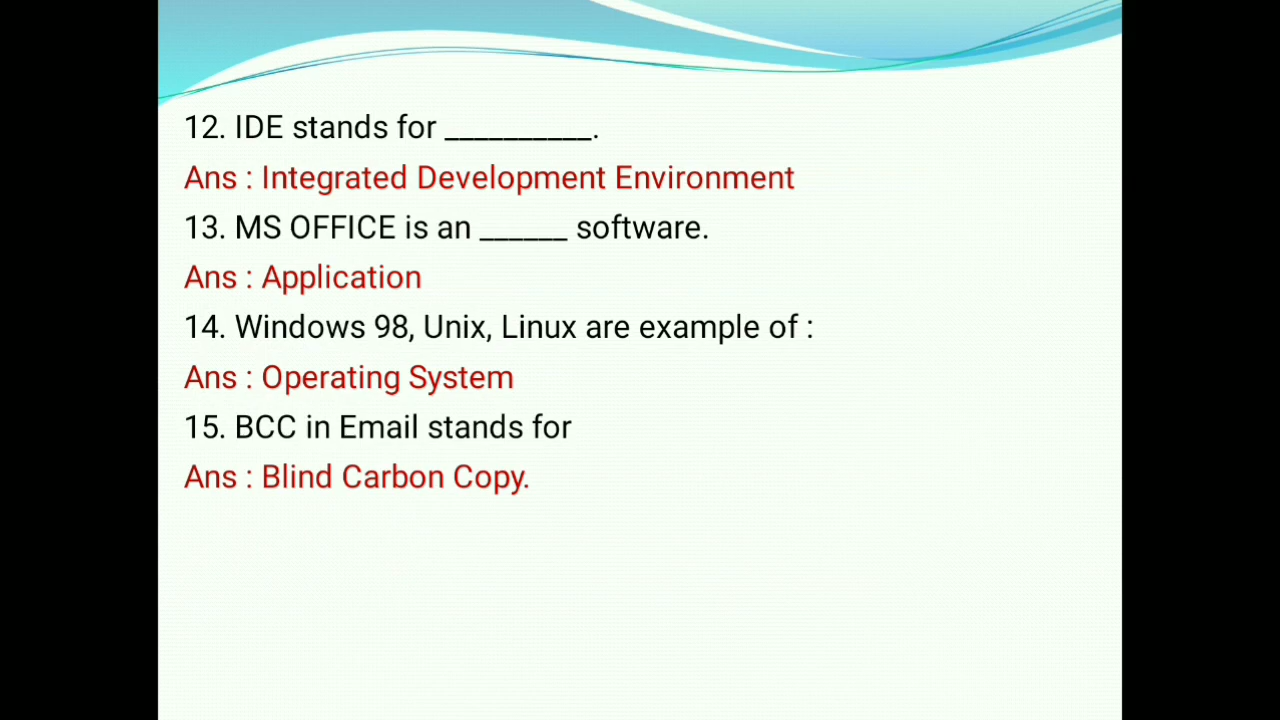 12. IDE stands for __________.
Ans : Integrated Development Environment
13. MS OFFICE is an ______ software.
Ans : Application
14. Windows 98, Unix, Linux are example of :
Ans : Operating System
15. BCC in Email stands for
Ans : Blind Carbon Copy.